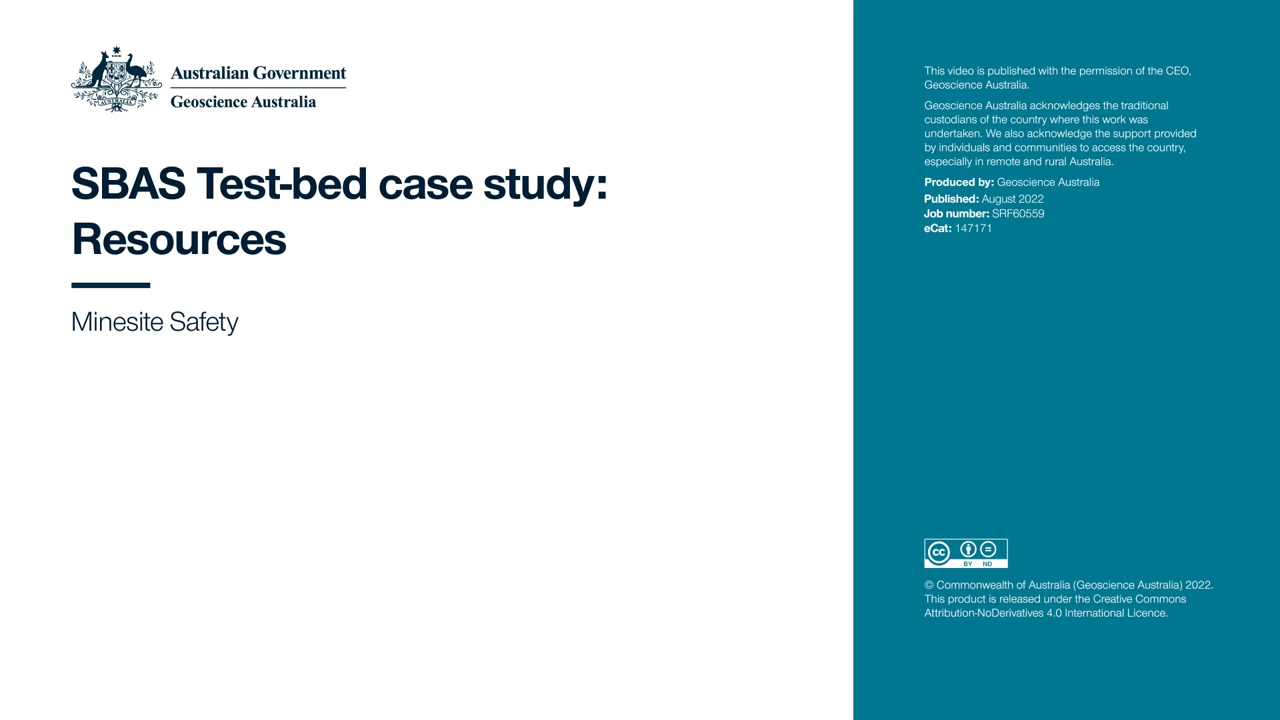 Australian Government
Geoscience Australia
SBAS Test-bed case study:
Resources
Minesite Safety
This video is published with the permission of the CEO,
Geoscience Australia.
Geoscience Australia acknowledges the traditional
custodians of the country where this work was
undertaken. We also acknowledge the support provided
by individuals and communities to access the country,
especially in remote and rural Australia.
Produced by: Geoscience Australia
Published: August 2022
Job number: SRF60559
eCat: 147171
cc
BY ND
© Commonwealth of Australia (Geoscience Australia) 2022.
This product is released under the Creative Commons
Attribution-NoDerivatives 4.0 International Licence.